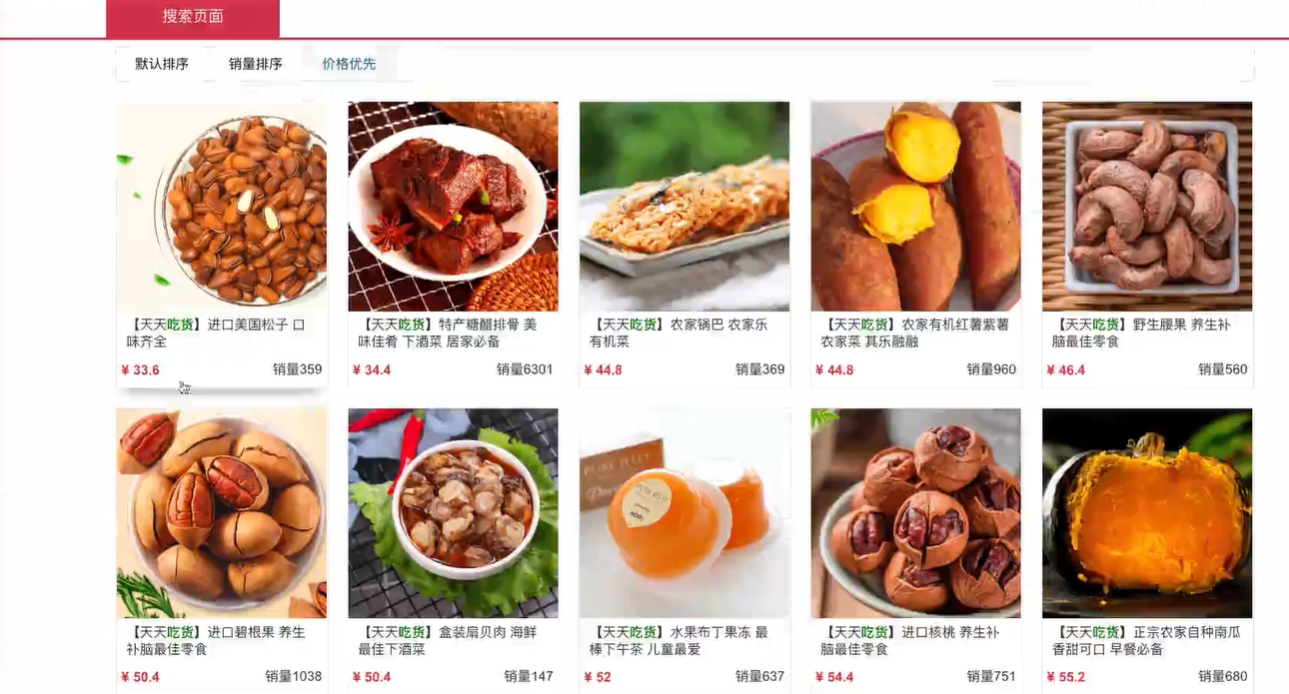 搜索页面
默认排序 销量排序 价格优先
【天天吃货】进口美国松子 口
味齐全
¥ 33.6 销量359
【天天吃货】特产糖醋排骨 美
味佳肴 下酒菜 居家必备
¥ 34.4 销量6301
【天天吃货】农家锅巴 农家乐
有机菜
¥ 44.8 销量369
【天天吃货】农家有机红薯紫薯
农家菜 其乐融融
¥ 44.8 销量960
【天天吃货】野生腰果 养生补
脑最佳零食
¥ 46.4 销量560
【天天吃货】进口碧根果 养生
补脑最佳零食
¥ 50.4 销量1038
【天天吃货】盒装扇贝肉 海鲜
最佳下酒菜
¥ 50.4 销量147
PURE JELLY
【天天吃货】水果布丁果冻 最
棒下午茶 儿童最爱
¥ 52 销量637
【天天吃货】进口核桃 养生补
脑最佳零食
¥ 54.4 销量751
【天天吃货】正宗农家自种南瓜
香甜可口 早餐必备
¥ 55.2 销量680